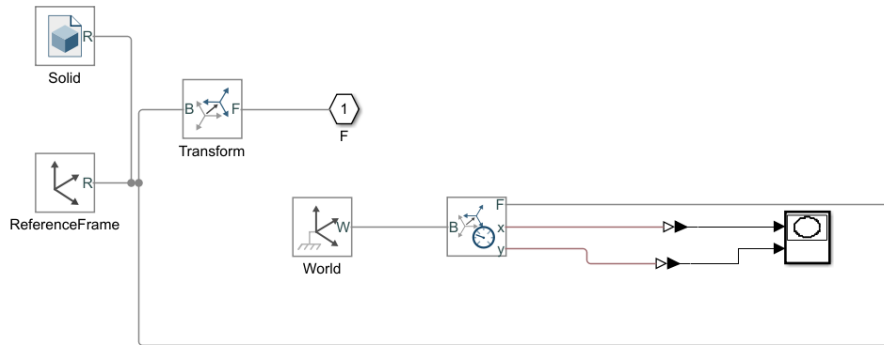 R
Solid
B
F
1
F
Transform
R
ReferenceFrame
W
World
F
B
x
y